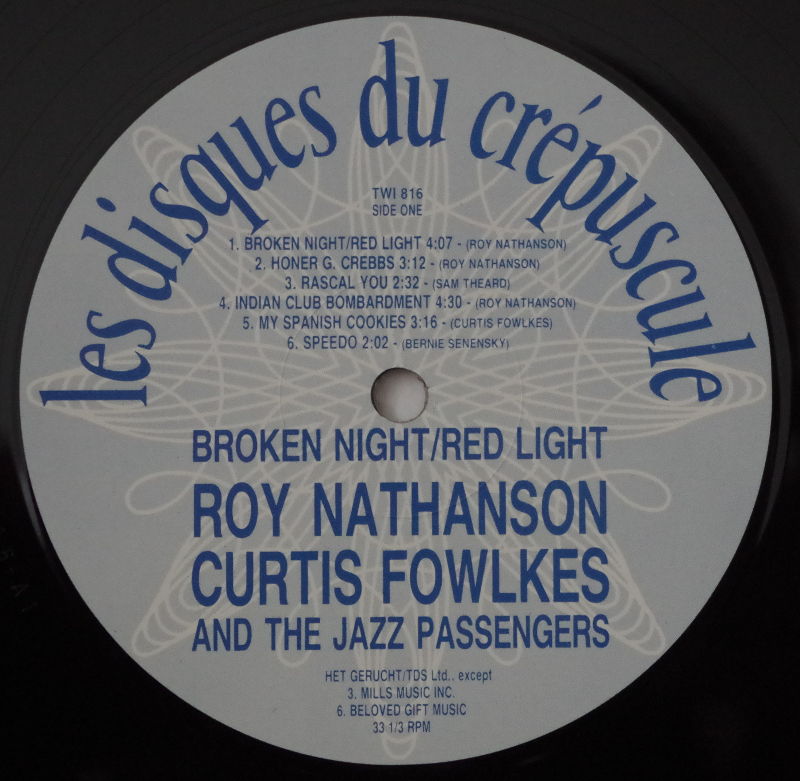 les disques du crépuscule
TWI 816
SIDE ONE
1. BROKEN NIGHT/RED LIGHT 4:07 - (ROY NATHANSON)
2. HONER G. CREBBS 3:12 - (ROY NATHANSON)
3. RASCAL YOU 2:32 - (SAM THEARD)
4. INDIAN CLUB BOMBARDMENT 4:30 - (ROY NATHANSON)
5. MY SPANISH COOKIES 3:16 - (CURTIS FOWLKES)
6. SPEEDO 2:02 - (BERNIE SENENSKY)
BROKEN NIGHT/RED LIGHT
ROY NATHANSON
CURTIS FOWLKES
AND THE JAZZ PASSENGERS
HET GERUCHT/TDS Ltd., except
3. MILLS MUSIC INC.
6. BELOVED GIFT MUSIC
33 1/3 RPM